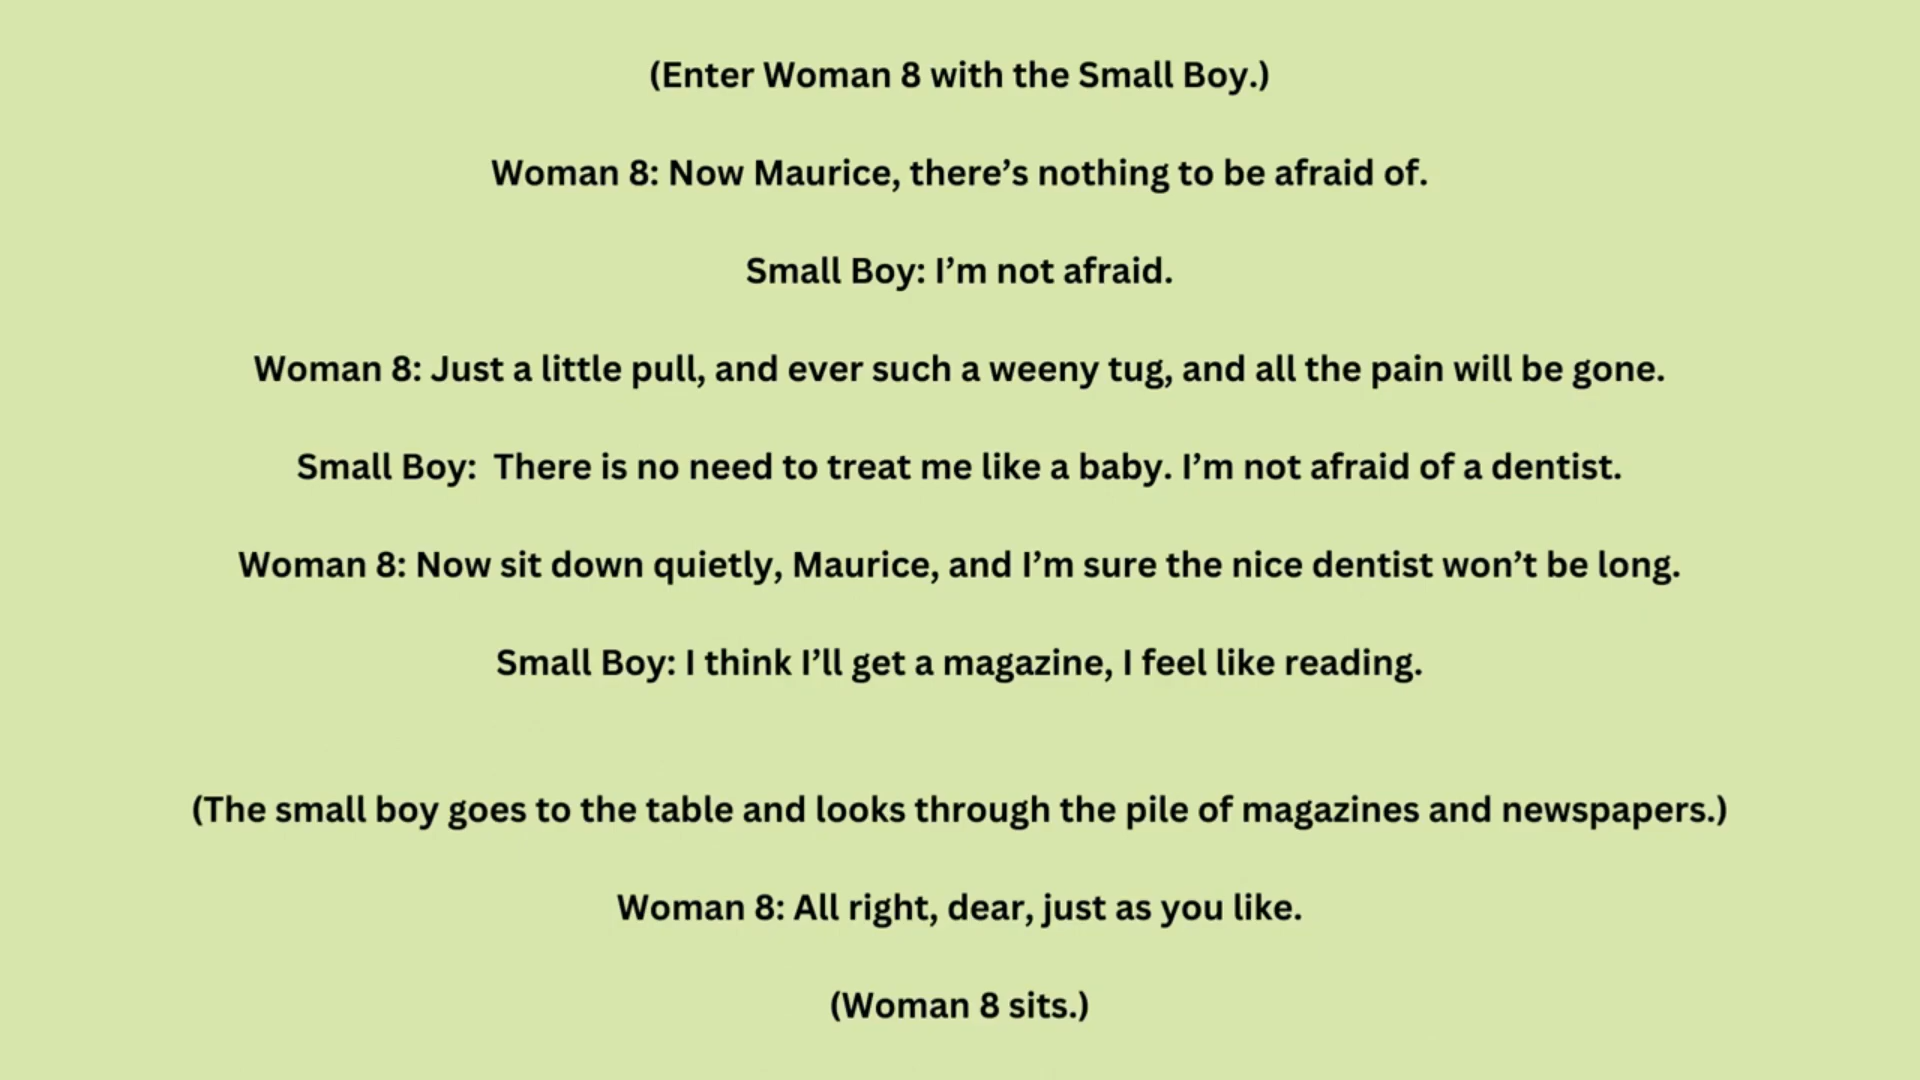 (Enter Woman 8 with the Small Boy.)
Woman 8: Now Maurice, there’s nothing to be afraid of.
Small Boy: I’m not afraid.
Woman 8: Just a little pull, and ever such a weeny tug, and all the pain will be gone.
Small Boy:  There is no need to treat me like a baby. I’m not afraid of a dentist.
Woman 8: Now sit down quietly, Maurice, and I’m sure the nice dentist won’t be long.
Small Boy: I think I’ll get a magazine, I feel like reading.
(The small boy goes to the table and looks through the pile of magazines and newspapers.)
Woman 8: All right, dear, just as you like.
(Woman 8 sits.)